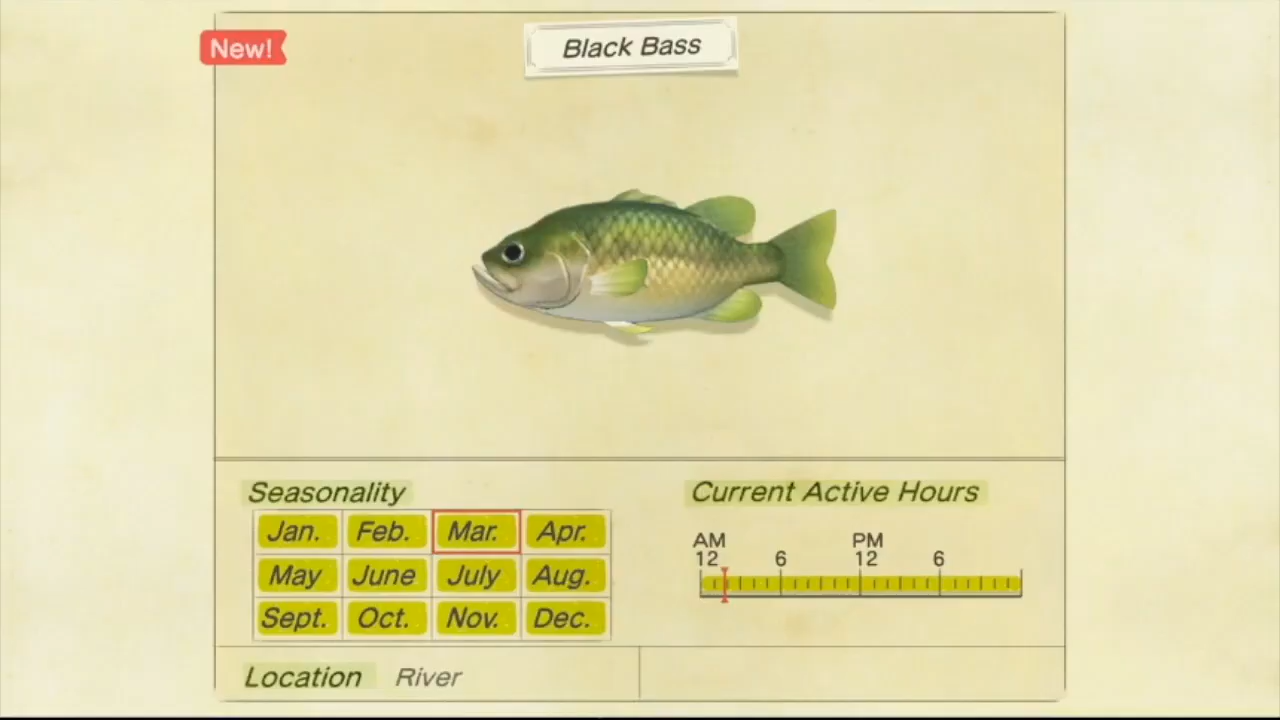 New!
Black Bass
Seasonality
Jan. Feb. Mar. Apr.
May June July Aug.
Sept. Oct. Nov. Dec.
Current Active Hours
AM PM
12 6 12 6
Location River